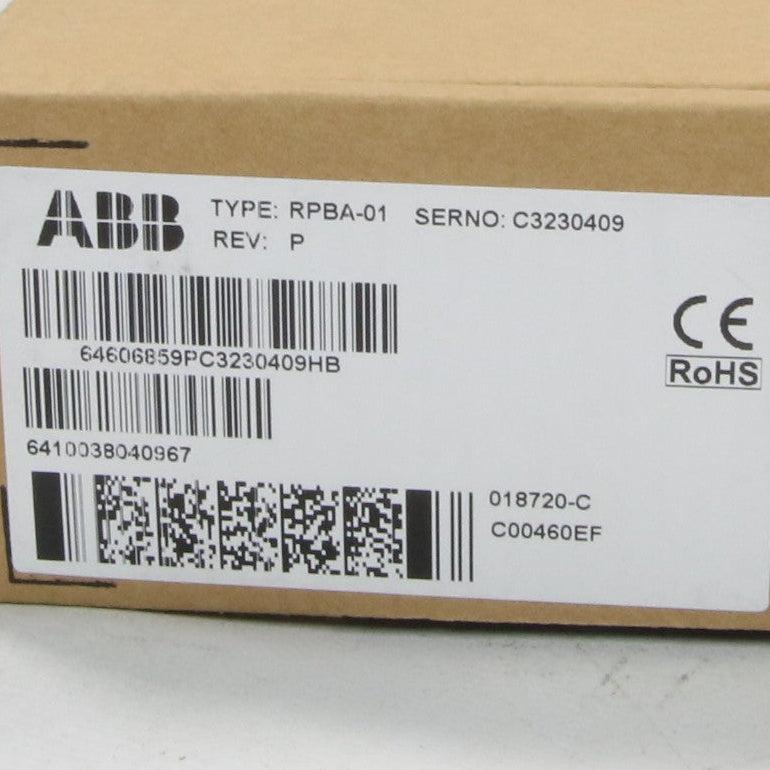 ABB TYPE: RPBA-01 SERNO: C3230409
REV: P
64606859PC3230409HB
6410038040967
018720-C
C00460EF
CE
RoHS